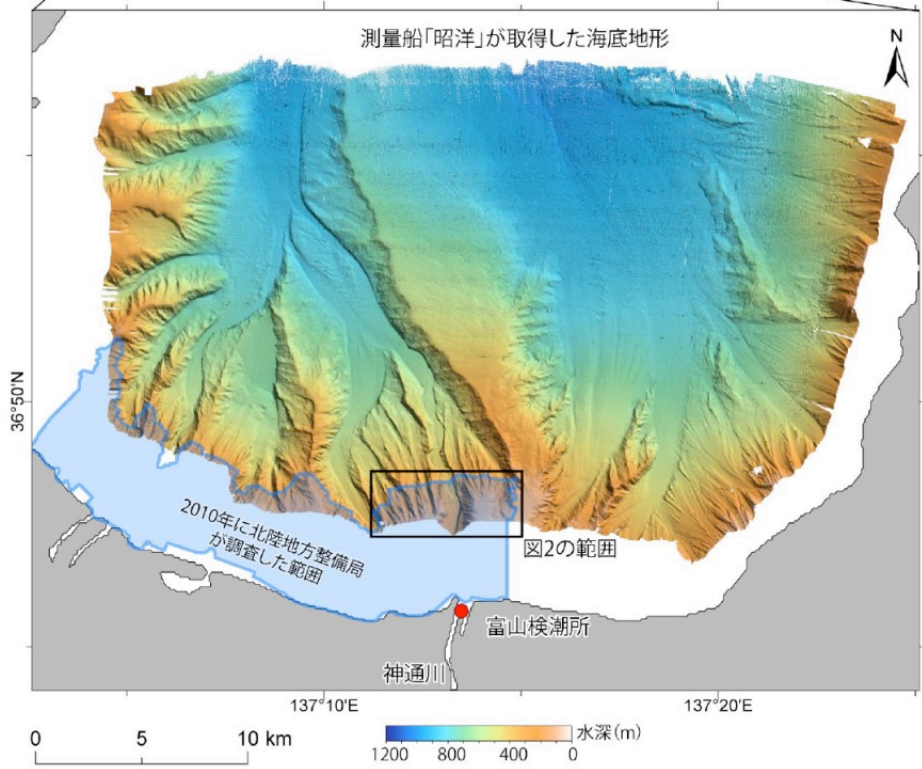 測量船「昭洋」が取得した海底地形
N
36°50'N
2010年に北陸地方整備局
が調査した範囲
図2の範囲
富山検潮所
神通川
137°10'E
137°20'E
0 5 10 km
水深(m)
1200 800 400 0